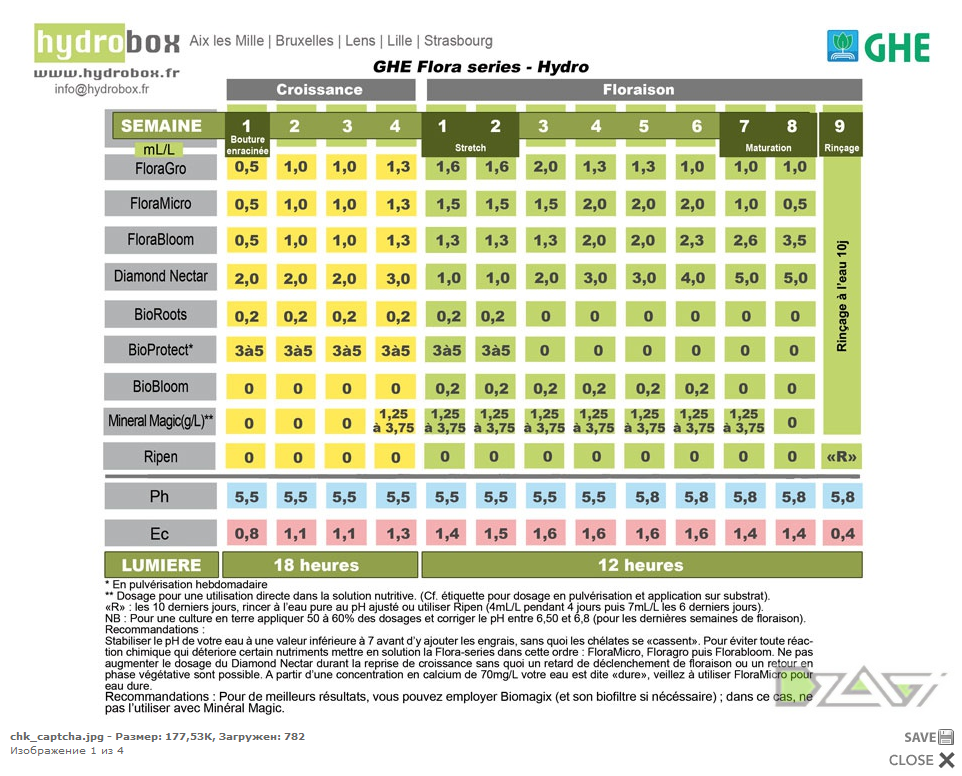 hydrobox Aix les Mille | Bruxelles | Lens | Lille | Strasbourg
www.hydrobox.fr
info@hydrobox.fr
GHE
GHE Flora series - Hydro
Croissance Floraison
SEMAINE 1 2 3 4 1 2 3 4 5 6 7 8 9
Bouture enracinée Stretch Maturation Rinçage
mL/L
FloraGro 0,5 1,0 1,0 1,3 1,6 1,6 2,0 1,3 1,3 1,0 1,0 1,0
FloraMicro 0,5 1,0 1,0 1,3 1,5 1,5 1,5 2,0 2,0 2,0 1,0 0,5
FloraBloom 0,5 1,0 1,0 1,3 1,3 1,3 1,3 2,0 2,0 2,3 2,6 3,5
Diamond Nectar 2,0 2,0 2,0 3,0 1,0 1,0 2,0 3,0 3,0 4,0 5,0 5,0
BioRoots 0,2 0,2 0,2 0,2 0,2 0,2 0 0 0 0 0 0
BioProtect* 3à5 3à5 3à5 3à5 3à5 3à5 0 0 0 0 0 0
BioBloom 0 0 0 0 0,2 0,2 0,2 0,2 0,2 0,2 0 0
Mineral Magic(g/L)** 0 0 0 1,25 à 3,75 1,25 à 3,75 1,25 à 3,75 1,25 à 3,75 1,25 à 3,75 1,25 à 3,75 1,25 à 3,75 1,25 à 3,75 0
Rinçage à l'eau 10j
Ripen 0 0 0 0 0 0 0 0 0 0 0 0 «R»
Ph 5,5 5,5 5,5 5,5 5,5 5,5 5,5 5,5 5,8 5,8 5,8 5,8 5,8
Ec 0,8 1,1 1,1 1,3 1,4 1,5 1,6 1,6 1,6 1,6 1,4 1,4 0,4
LUMIERE 18 heures 12 heures
* En pulvérisation hebdomadaire
** Dosage pour une utilisation directe dans la solution nutritive. (Cf. étiquette pour dosage en pulvérisation et application sur substrat).
«R» : les 10 derniers jours, rincer à l'eau pure au pH ajusté ou utiliser Ripen (4mL/L pendant 4 jours puis 7mL/L les 6 derniers jours).
NB : Pour une culture en terre appliquer 50 à 60% des dosages et corriger le pH entre 6,50 et 6,8 (pour les dernières semaines de floraison).
Recommandations :
Stabiliser le pH de votre eau à une valeur inférieure à 7 avant d'y ajouter les engrais, sans quoi les chélates se «cassent». Pour éviter toute réac-
tion chimique qui déteriore certain nutriments mettre en solution la Flora-series dans cette ordre : FloraMicro, Floragro puis Florabloom. Ne pas
augmenter le dosage du Diamond Nectar durant la reprise de croissance sans quoi un retard de déclenchement de floraison ou un retour en
phase végétative sont possible. A partir d'une concentration en calcium de 70mg/L votre eau est dite «dure», veillez à utiliser FloraMicro pour
eau dure.
Recommandations : Pour de meilleurs résultats, vous pouvez employer Biomagix (et son biofiltre si nécéssaire) ; dans ce cas, ne
pas l'utiliser avec Minéral Magic.
DZAGI
chk_captcha.jpg - Размер: 177,53К, Загружен: 782
Изображение 1 из 4
SAVE
CLOSE